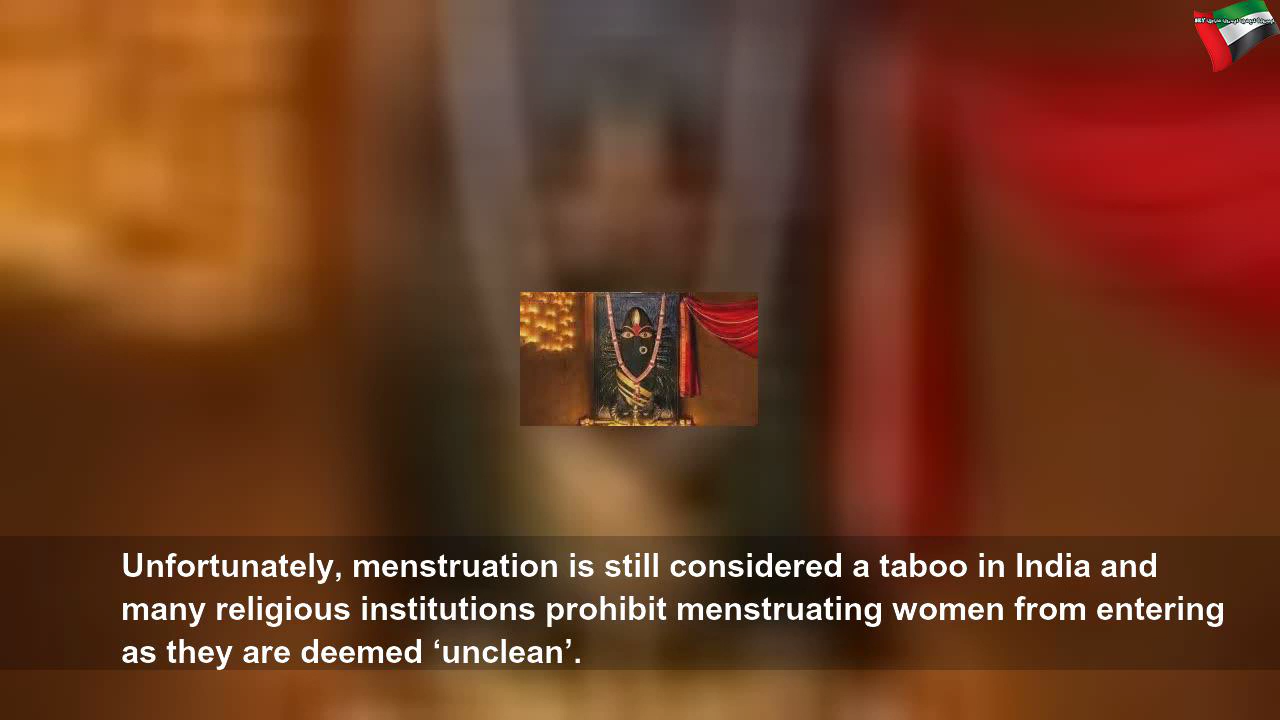 Unfortunately, menstruation is still considered a taboo in India and
many religious institutions prohibit menstruating women from entering
as they are deemed ‘unclean’.